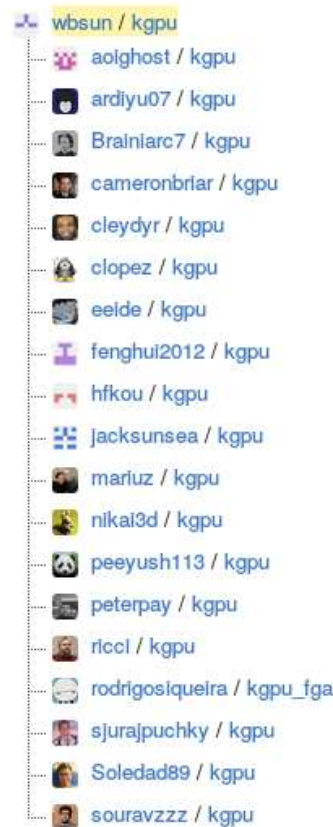 wbsun / kgpu
aoighost / kgpu
ardiyu07 / kgpu
Brainiarc7 / kgpu
cameronbriar / kgpu
cleydyr / kgpu
clopez / kgpu
eeide / kgpu
fenghui2012 / kgpu
hfkou / kgpu
jacksunsea / kgpu
mariuz / kgpu
nikai3d / kgpu
peeyush113 / kgpu
peterpay / kgpu
ricci / kgpu
rodrigosiqueira / kgpu_fga
sjurajpuchky / kgpu
Soledad89 / kgpu
souravzzz / kgpu